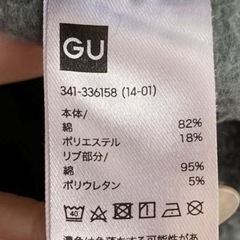 GU
341-336158 (14-01)
本体/
綿 82%
ポリエステル 18%
リブ部分/
綿 95%
ポリウレタン 5%
40